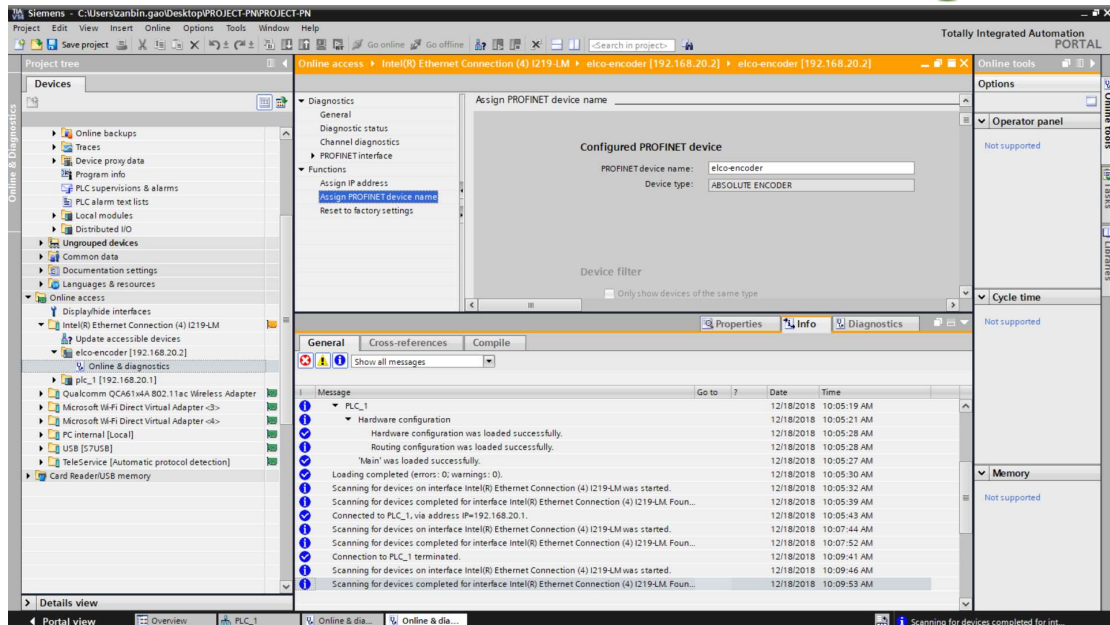 Siemens - C:\Users\zanbin.gao\Desktop\PROJECT-PN\PROJECT-PN
Project Edit View Insert Online Options Tools Window Help
Save project Go online Go offline <Search in project>
Totally Integrated Automation
PORTAL
Project tree
Online access ▸ Intel(R) Ethernet Connection (4) I219-LM ▸ elco-encoder [192.168.20.2] ▸ elco-encoder [192.168.20.2]
Online tools
Devices
Options
Online backups
Traces
Device proxy data
Program info
PLC supervisions & alarms
PLC alarm text lists
Local modules
Distributed I/O
Ungrouped devices
Common data
Documentation settings
Languages & resources
Online access
Display/hide interfaces
Intel(R) Ethernet Connection (4) I219-LM
Update accessible devices
elco-encoder [192.168.20.2]
Online & diagnostics
plc_1 [192.168.20.1]
Qualcomm QCA61x4A 802.11ac Wireless Adapter
Microsoft Wi-Fi Direct Virtual Adapter <3>
Microsoft Wi-Fi Direct Virtual Adapter <4>
PC internal [Local]
USB [S7USB]
TeleService [Automatic protocol detection]
Card Reader/USB memory
Details view
Online & Diagnostics
Diagnostics
General
Diagnostic status
Channel diagnostics
PROFINET interface
Functions
Assign IP address
Assign PROFINET device name
Reset to factory settings
Assign PROFINET device name
Configured PROFINET device
PROFINET device name: elco-encoder
Device type: ABSOLUTE ENCODER
Device filter
Only show devices of the same type
Properties Info Diagnostics
General Cross-references Compile
Show all messages
! Message Go to ? Date Time
PLC_1 12/18/2018 10:05:19 AM
Hardware configuration 12/18/2018 10:05:21 AM
Hardware configuration was loaded successfully. 12/18/2018 10:05:28 AM
Routing configuration was loaded successfully. 12/18/2018 10:05:28 AM
'Main' was loaded successfully. 12/18/2018 10:05:27 AM
Loading completed (errors: 0; warnings: 0). 12/18/2018 10:05:30 AM
Scanning for devices on interface Intel(R) Ethernet Connection (4) I219-LM was started. 12/18/2018 10:05:32 AM
Scanning for devices completed for interface Intel(R) Ethernet Connection (4) I219-LM. Foun... 12/18/2018 10:05:39 AM
Connected to PLC_1, via address IP=192.168.20.1. 12/18/2018 10:05:43 AM
Scanning for devices on interface Intel(R) Ethernet Connection (4) I219-LM was started. 12/18/2018 10:07:44 AM
Scanning for devices completed for interface Intel(R) Ethernet Connection (4) I219-LM. Foun... 12/18/2018 10:07:52 AM
Connection to PLC_1 terminated. 12/18/2018 10:09:41 AM
Scanning for devices on interface Intel(R) Ethernet Connection (4) I219-LM was started. 12/18/2018 10:09:46 AM
Scanning for devices completed for interface Intel(R) Ethernet Connection (4) I219-LM. Foun... 12/18/2018 10:09:53 AM
Operator panel
Not supported
Cycle time
Not supported
Memory
Not supported
Online tools
Tasks
Libraries
Portal view Overview PLC_1 Online & dia... Online & dia... Scanning for devices completed for int...